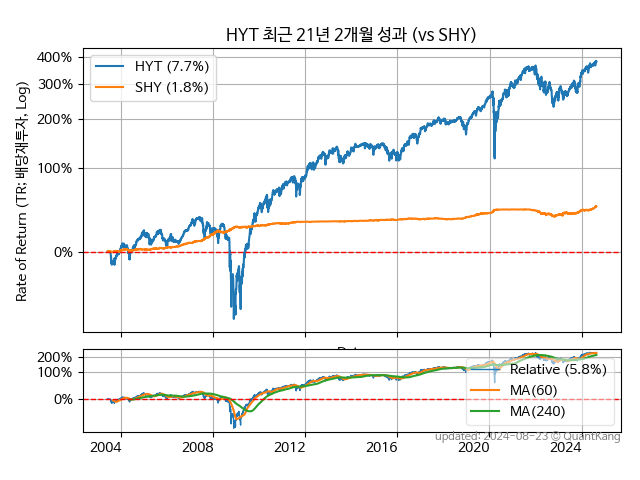 HYT 최근 21년 2개월 성과 (vs SHY)
Rate of Return (TR; 배당재투자, Log)
400%
300%
200%
100%
0%
HYT (7.7%)
SHY (1.8%)
200%
100%
0%
Relative (5.8%)
MA(60)
MA(240)
2004
2008
2012
2016
2020
2024
updated: 2024-08-23 © QuantKang